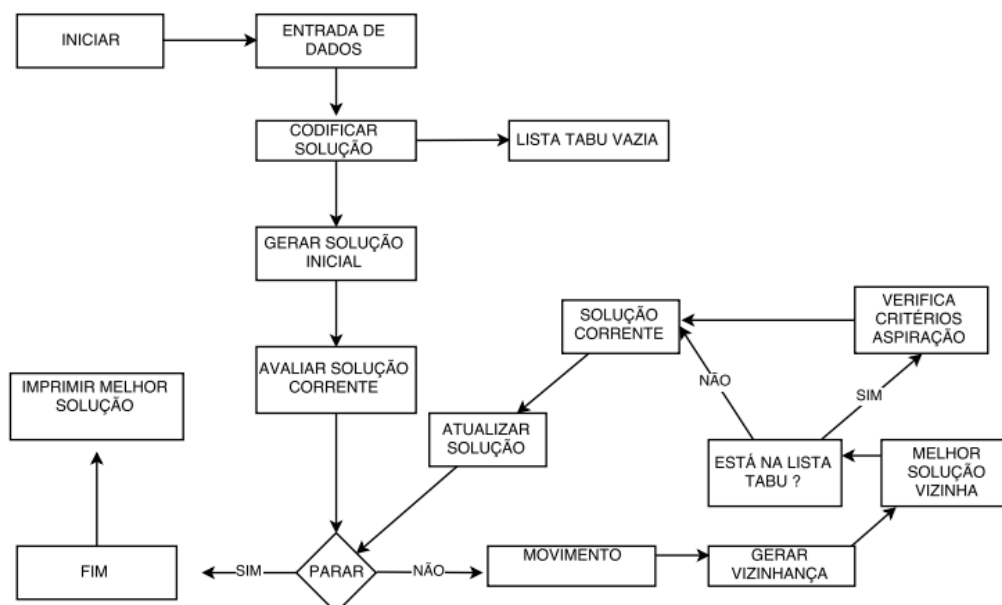 INICIAR
ENTRADA DE
DADOS
CODIFICAR
SOLUÇÃO
LISTA TABU VAZIA
GERAR SOLUÇÃO
INICIAL
SOLUÇÃO
CORRENTE
VERIFICA
CRITÉRIOS
ASPIRAÇÃO
AVALIAR SOLUÇÃO
CORRENTE
IMPRIMIR MELHOR
SOLUÇÃO
NÃO
SIM
ATUALIZAR
SOLUÇÃO
ESTÁ NA LISTA
TABU ?
MELHOR
SOLUÇÃO
VIZINHA
FIM
SIM
PARAR
NÃO
MOVIMENTO
GERAR
VIZINHANÇA